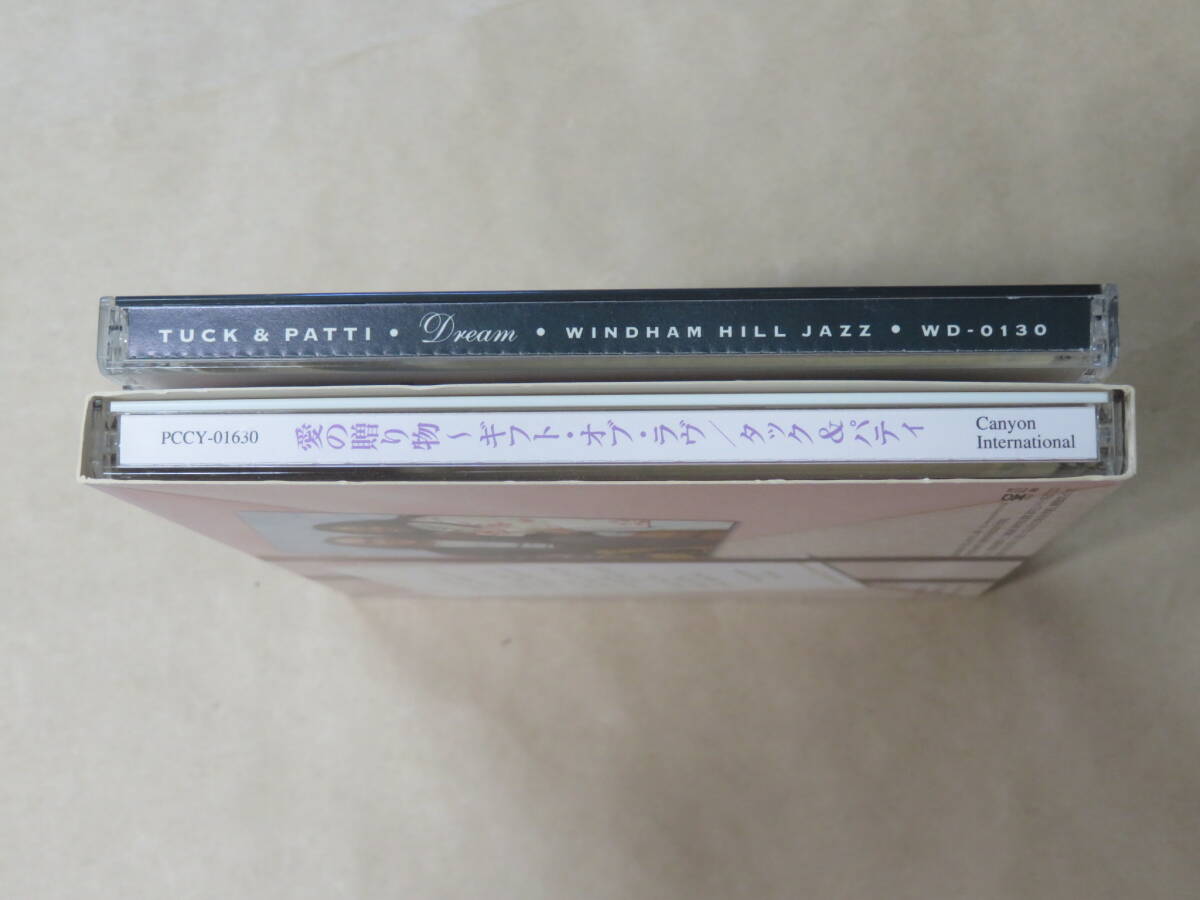 TUCK & PATTI • Dream • WINDHAM HILL JAZZ • WD-0130
PCCY-01630
愛の贈り物~ギフト・オブ・ラヴ/タック&パティ
Canyon
International